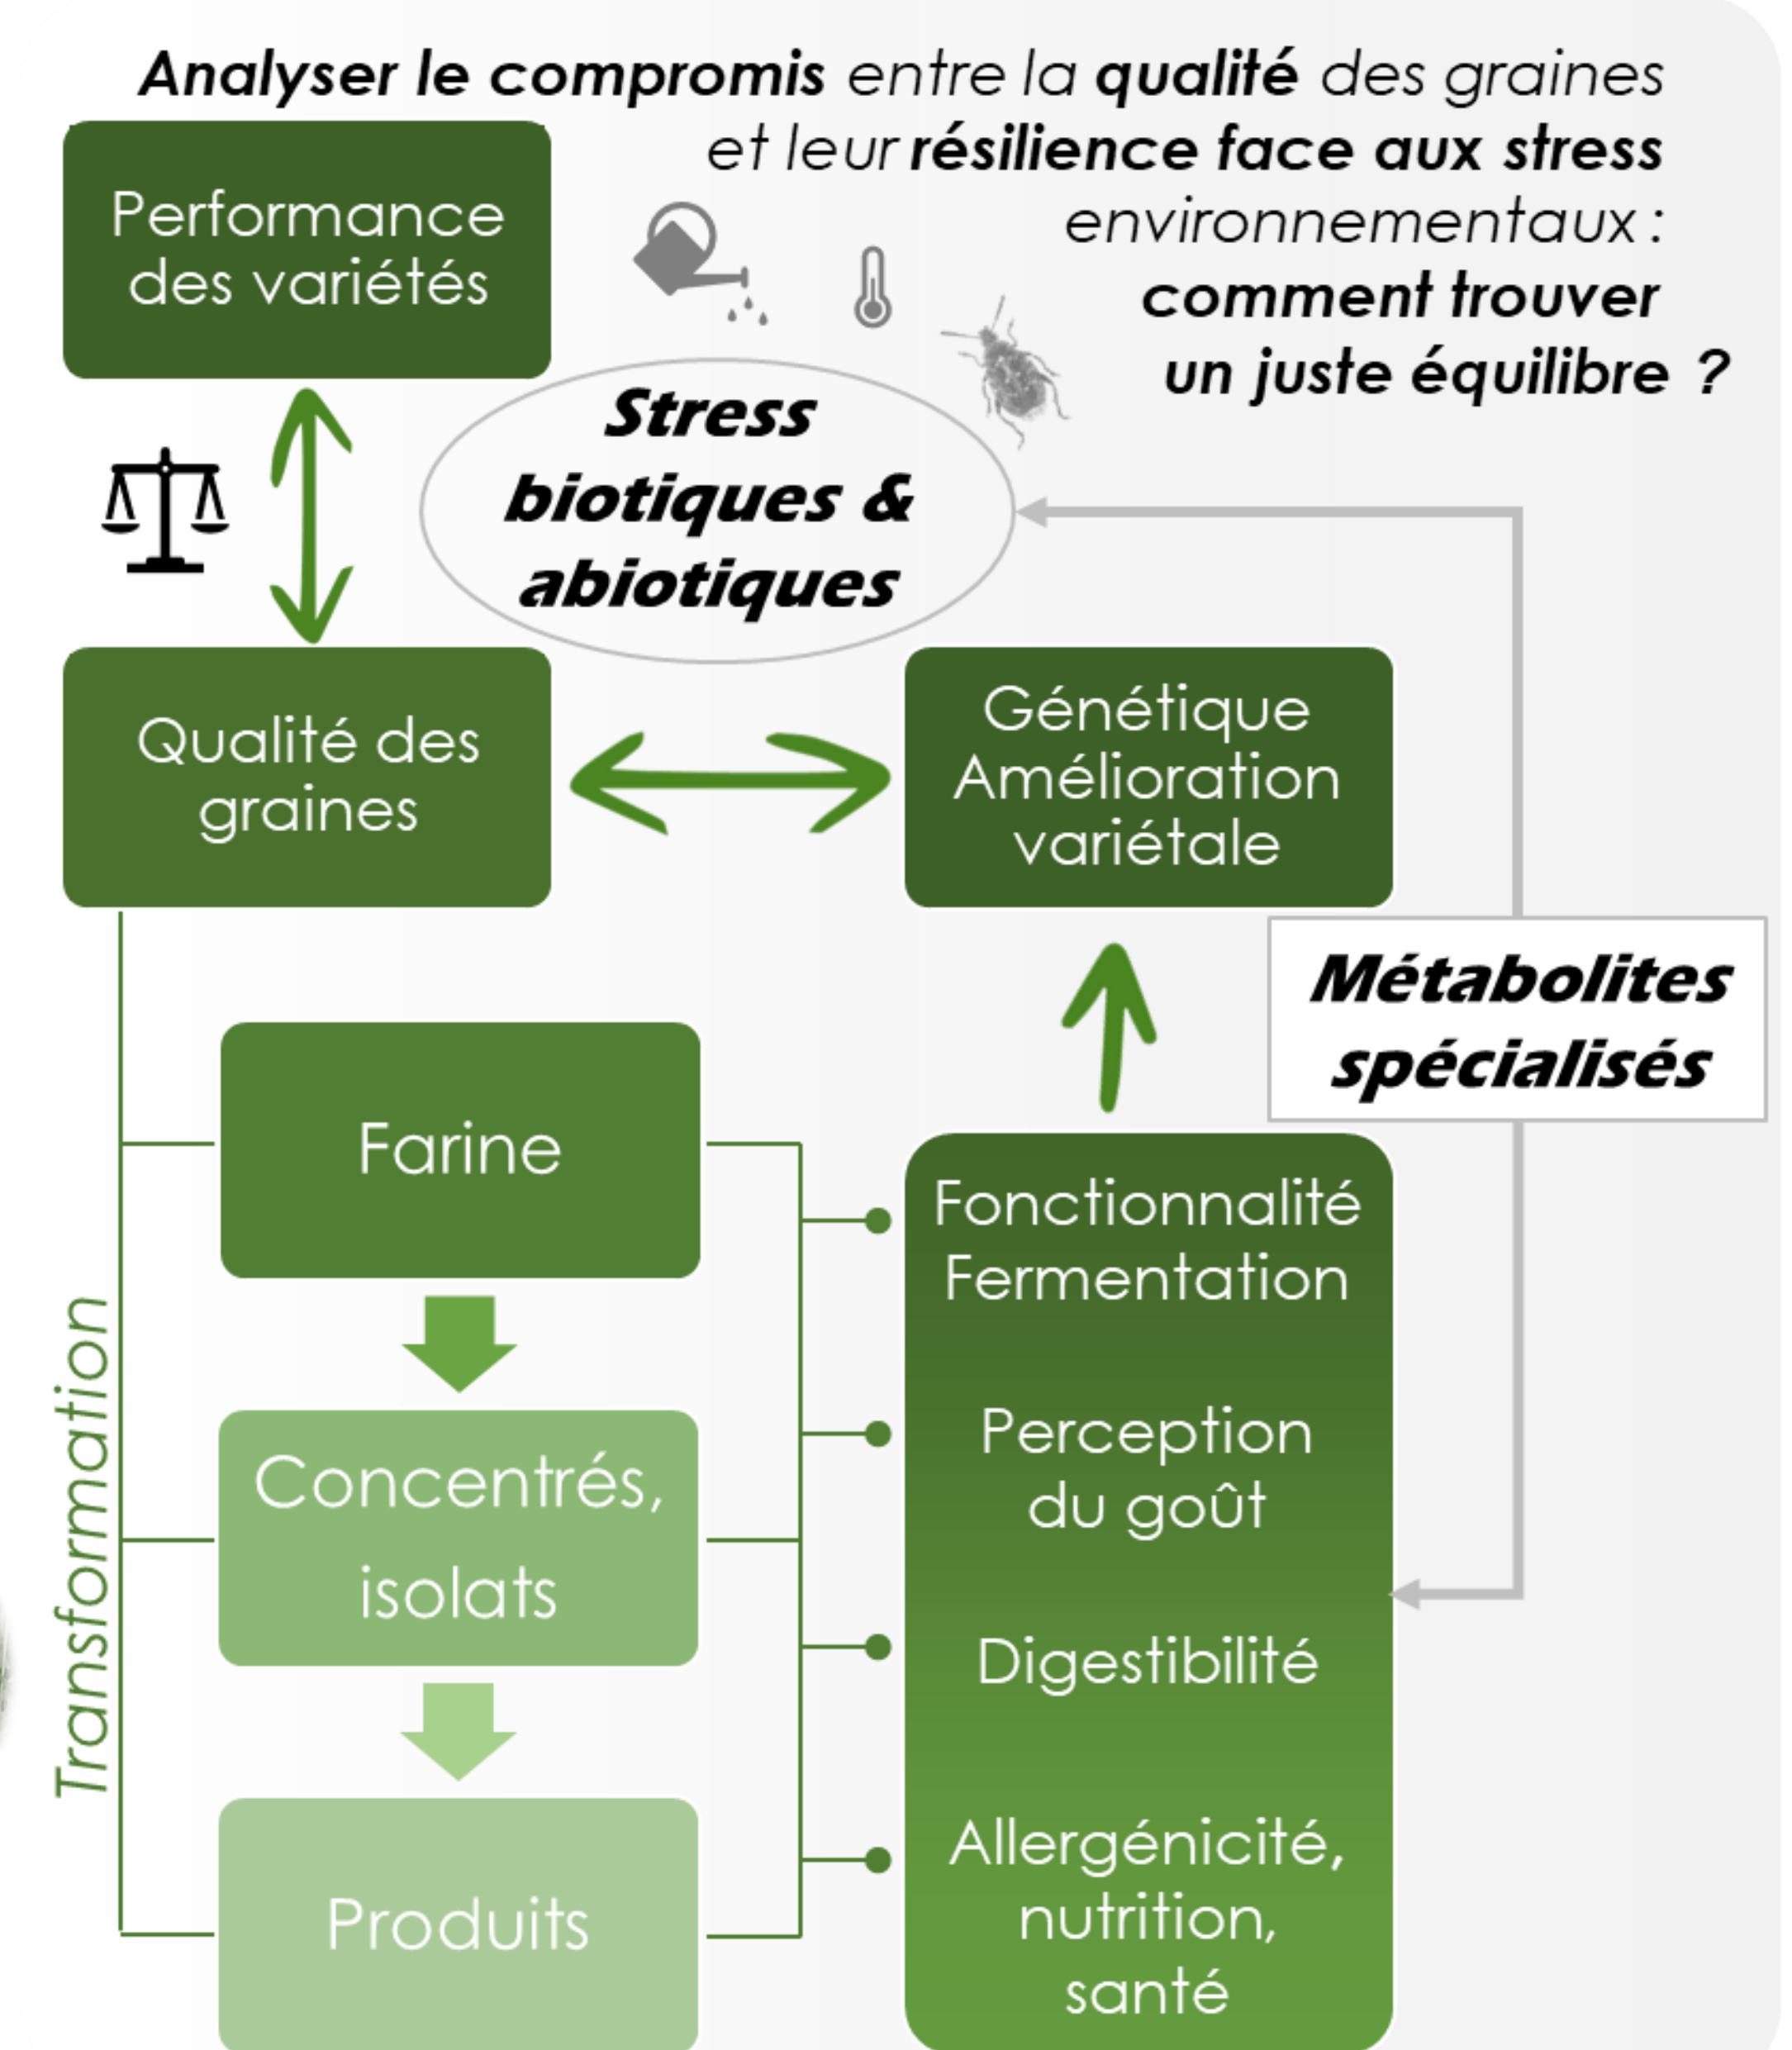 Analyser le compromis entre la qualité des graines
et leur résilience face aux stress
environnementaux :
comment trouver
un juste équilibre ?
Performance
des variétés
Stress
biotiques &
abiotiques
Qualité des
graines
Génétique
Amélioration
variétale
Métabolites
spécialisés
Transformation
Farine
Concentrés,
isolats
Produits
Fonctionnalité
Fermentation
Perception
du goût
Digestibilité
Allergénicité,
nutrition,
santé